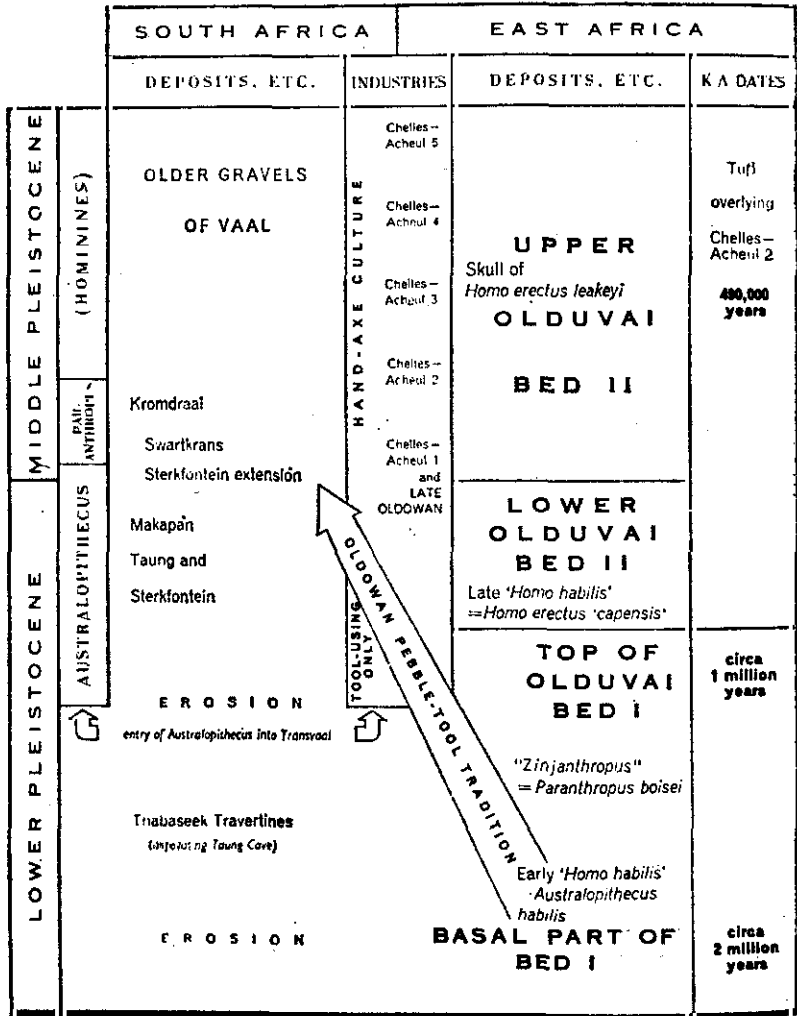 SOUTH AFRICA
EAST AFRICA
DEPOSITS, ETC.
INDUSTRIES
DEPOSITS, ETC.
K A DATES
MIDDLE PLEISTOCENE
LOWER PLEISTOCENE
(HOMININES)
AUSTRALOPITHECUS
OLDER GRAVELS
OF VAAL
Kromdraai
Swartkrans
Sterkfontein extension
Makapan
Taung and
Sterkfontein
EROSION
entry of Australopithecus into Transvaal
Travertines
Taung Cave)
EROSION
HAND-AXE CULTURE
TOOL-USING
ONLY
Chelles–
Acheul 5
Chelles–
Acheul 4
Chelles–
Acheul 3
Chelles–
Acheul 2
Chelles–
Acheul 1
and
LATE
OLDOWAN
OLDOWAN PEBBLE-TOOL TRADITION
UPPER
Skull of
Homo erectus leakeyi
OLDUVAI
BED II
LOWER
OLDUVAI
BED II
Late 'Homo habilis'
=Homo erectus 'capensis'
TOP OF
OLDUVAI
BED I
"Zinjanthropus"
= Paranthropus boisei
Early 'Homo habilis'
Australopithecus
habilis
BASAL PART OF
BED I
Tuff
overlying
Chelles–
Acheul 2
490,000
years
circa
1 million
years
circa
2 million
years